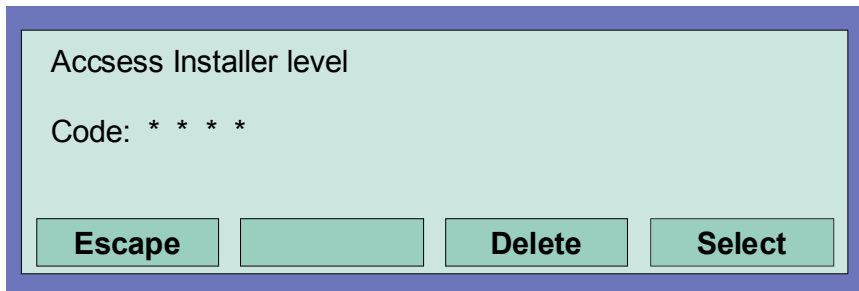 Accsess Installer level
Code: * * * *
Escape Delete Select